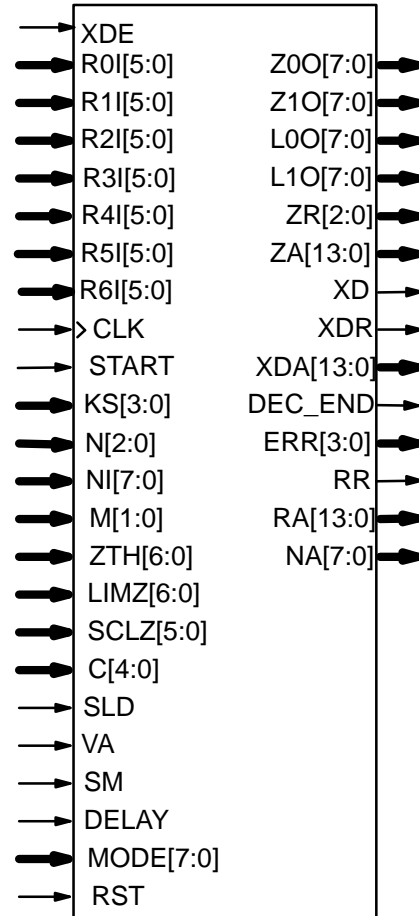 XDE
R0I[5:0] Z0O[7:0]
R1I[5:0] Z1O[7:0]
R2I[5:0] L0O[7:0]
R3I[5:0] L1O[7:0]
R4I[5:0] ZR[2:0]
R5I[5:0] ZA[13:0]
R6I[5:0] XD
CLK XDR
START XDA[13:0]
KS[3:0] DEC_END
N[2:0] ERR[3:0]
NI[7:0] RR
M[1:0] RA[13:0]
ZTH[6:0] NA[7:0]
LIMZ[6:0]
SCLZ[5:0]
C[4:0]
SLD
VA
SM
DELAY
MODE[7:0]
RST